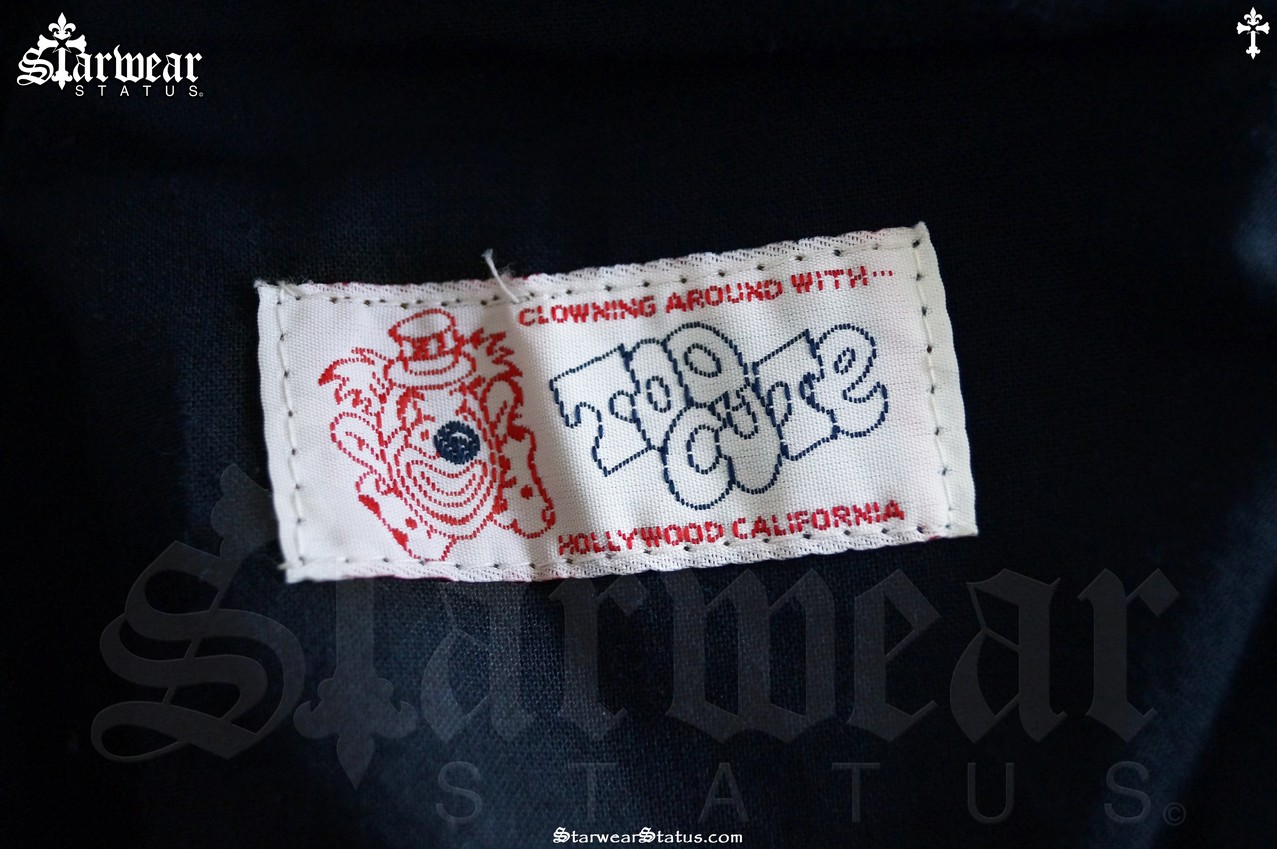 Starwear
STATUS
CLOWNING AROUND WITH...
TOO
CUTE
HOLLYWOOD CALIFORNIA
Starwear
STATUS©
StarwearStatus.com